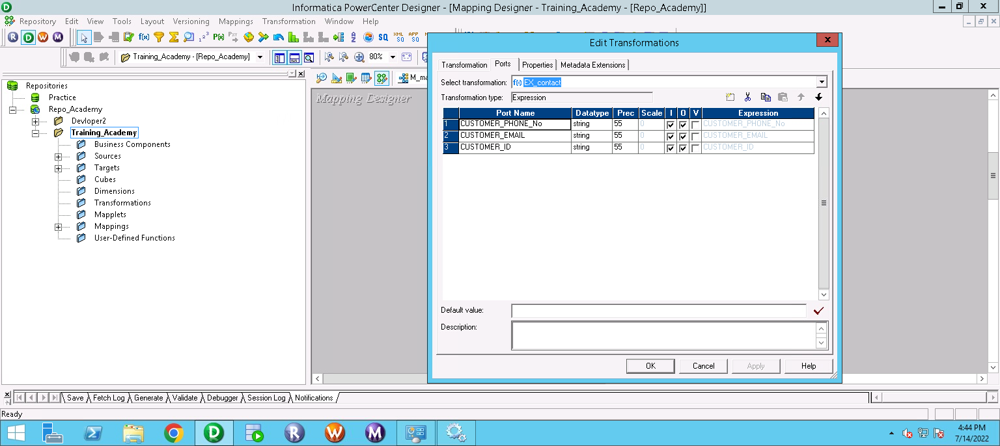 Informatica PowerCenter Designer - [Mapping Designer - Training_Academy - [Repo_Academy]]
Repository Edit View Tools Layout Versioning Mappings Transformation Window Help
Training_Academy - [Repo_Academy]
80%
Repositories
Practice
Repo_Academy
Devloper2
Training_Academy
Business Components
Sources
Targets
Cubes
Dimensions
Transformations
Mapplets
Mappings
User-Defined Functions
M_ma
Mapping Designer
Edit Transformations
Transformation Ports Properties Metadata Extensions
Select transformation: f(x) EX_contact
Transformation type: Expression
Port Name Datatype Prec Scale I O V Expression
1 CUSTOMER_PHONE_No string 55 0 CUSTOMER_PHONE_No
2 CUSTOMER_EMAIL string 55 0 CUSTOMER_EMAIL
3 CUSTOMER_ID string 55 0 CUSTOMER_ID
Default value:
Description:
OK Cancel Apply Help
Save Fetch Log Generate Validate Debugger Session Log Notifications
Ready
4:44 PM
7/14/2022